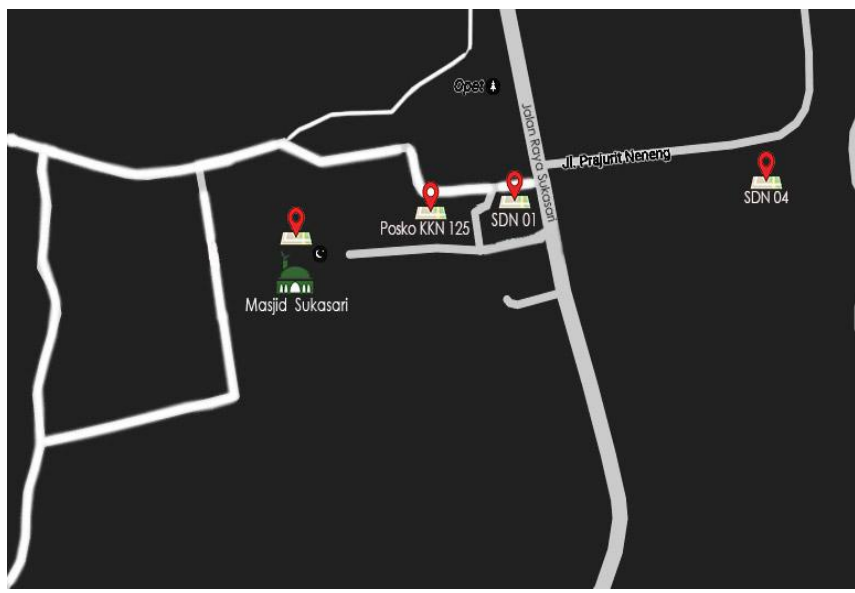 Opet
Jalan Raya Sukasari
Jl. Prajurit Neneng
SDN 04
SDN 01
Posko KKN 125
Masjid Sukasari